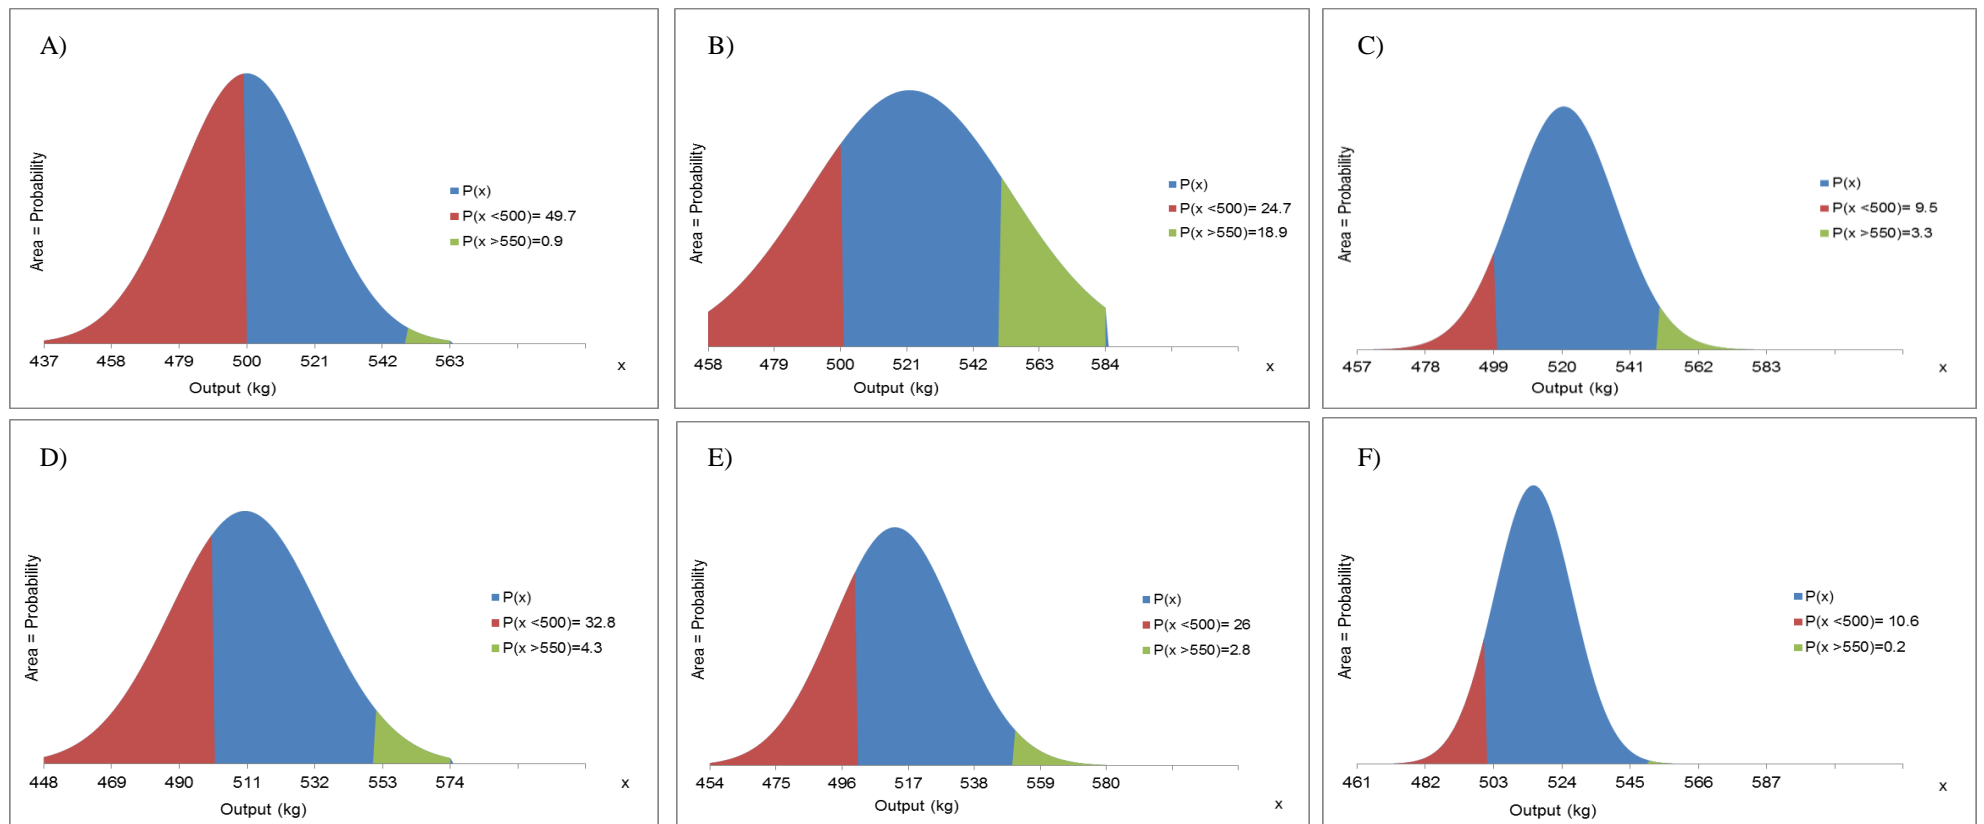 A)
Area = Probability
P(x)
P(x <500)= 49.7
P(x >550)=0.9
437 458 479 500 521 542 563
x
Output (kg)
B)
Area = Probability
P(x)
P(x <500)= 24.7
P(x >550)=18.9
458 479 500 521 542 563 584
x
Output (kg)
C)
Area = Probability
P(x)
P(x <500)= 9.5
P(x >550)=3.3
457 478 499 520 541 562 583
x
Output (kg)
D)
Area = Probability
P(x)
P(x <500)= 32.8
P(x >550)=4.3
448 469 490 511 532 553 574
x
Output (kg)
E)
Area = Probability
P(x)
P(x <500)= 26
P(x >550)=2.8
454 475 496 517 538 559 580
x
Output (kg)
F)
Area = Probability
P(x)
P(x <500)= 10.6
P(x >550)=0.2
461 482 503 524 545 566 587
x
Output (kg)